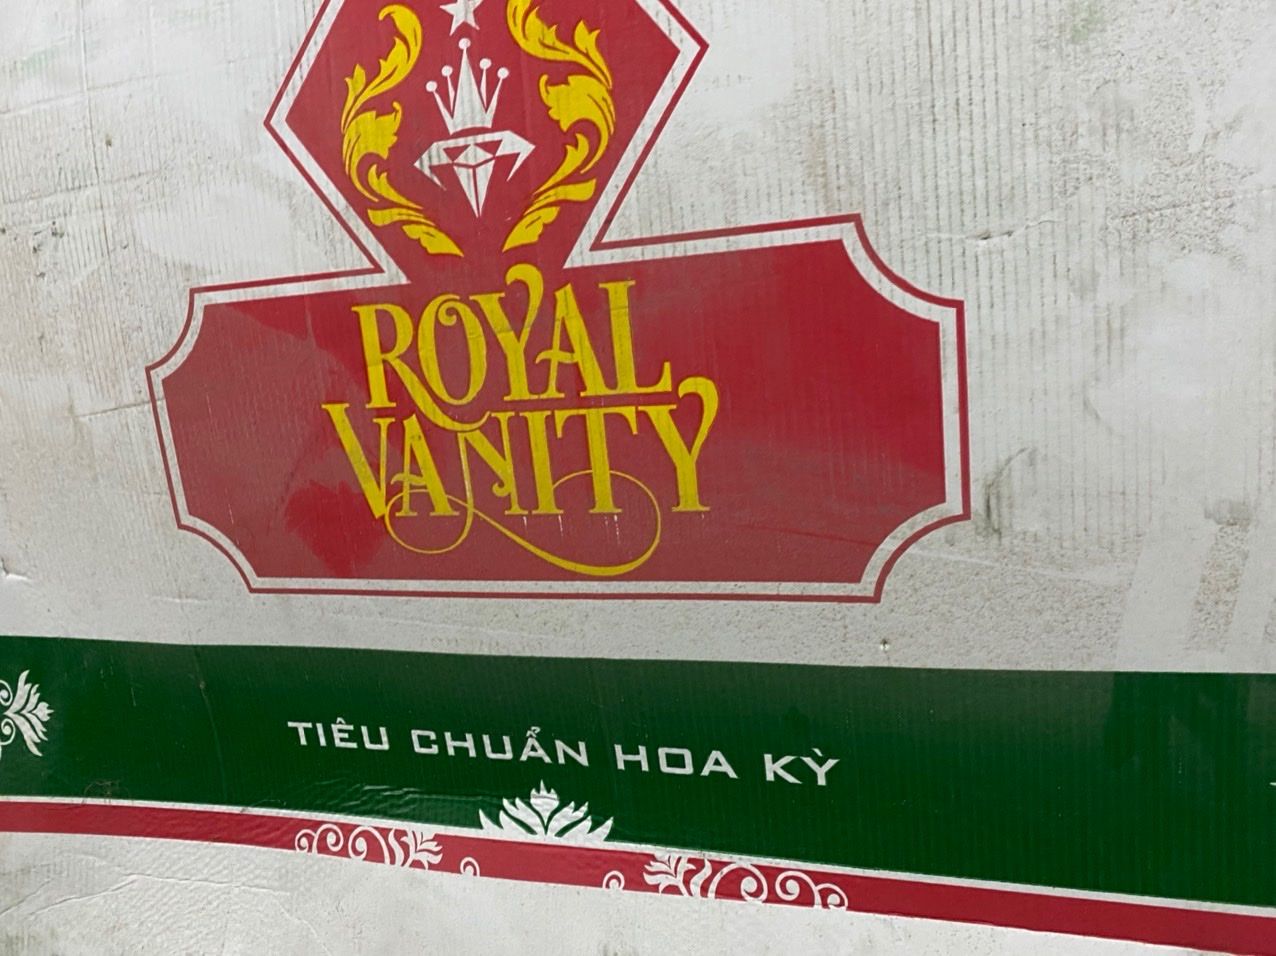 ROYAL
VANITY
TIÊU CHUẨN HOA KỲ